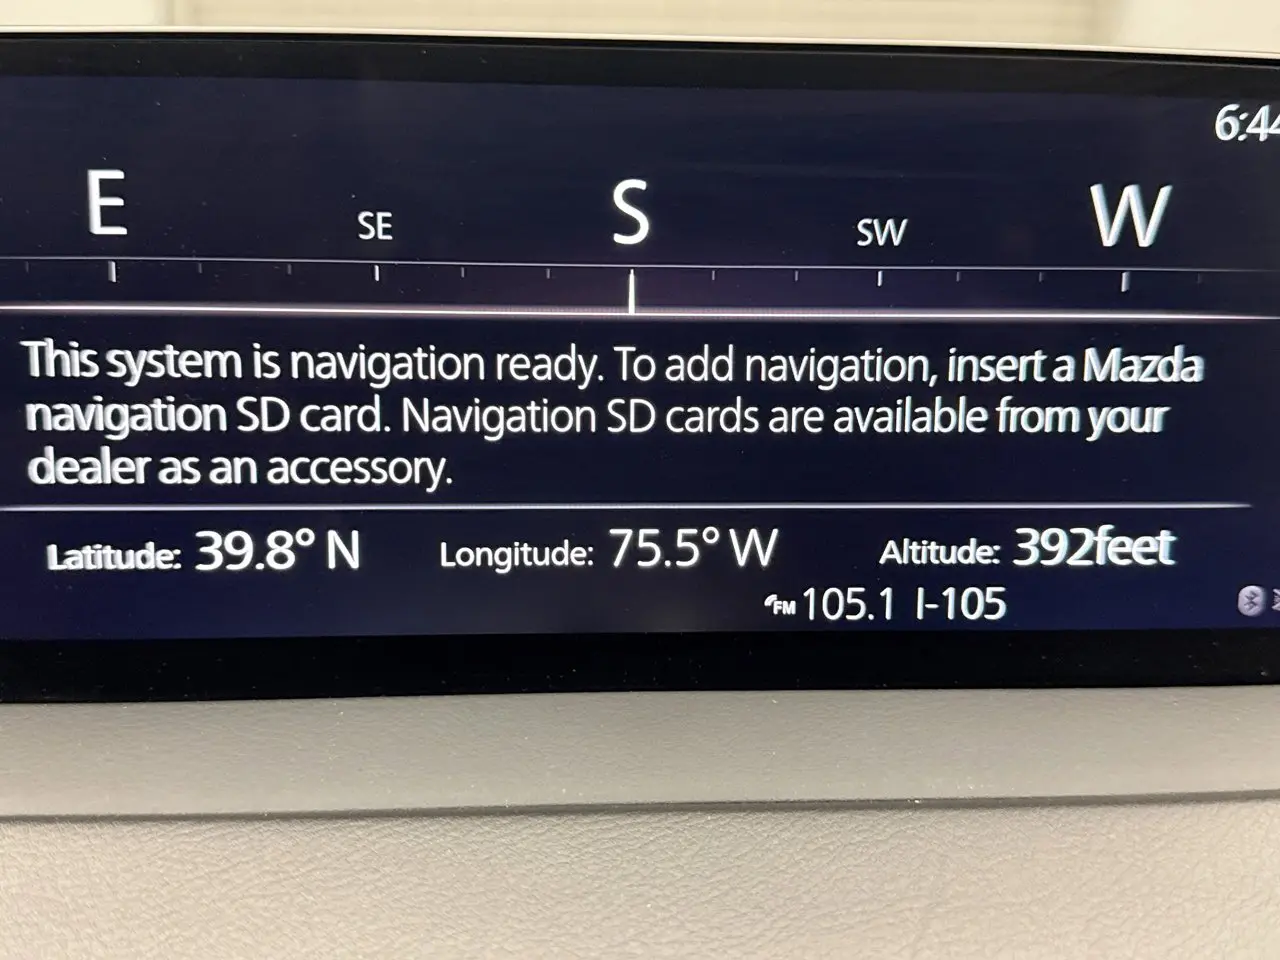 6:44
E SE S SW W
This system is navigation ready. To add navigation, insert a Mazda
navigation SD card. Navigation SD cards are available from your
dealer as an accessory.
Latitude: 39.8° N Longitude: 75.5° W Altitude: 392feet
FM 105.1 I-105